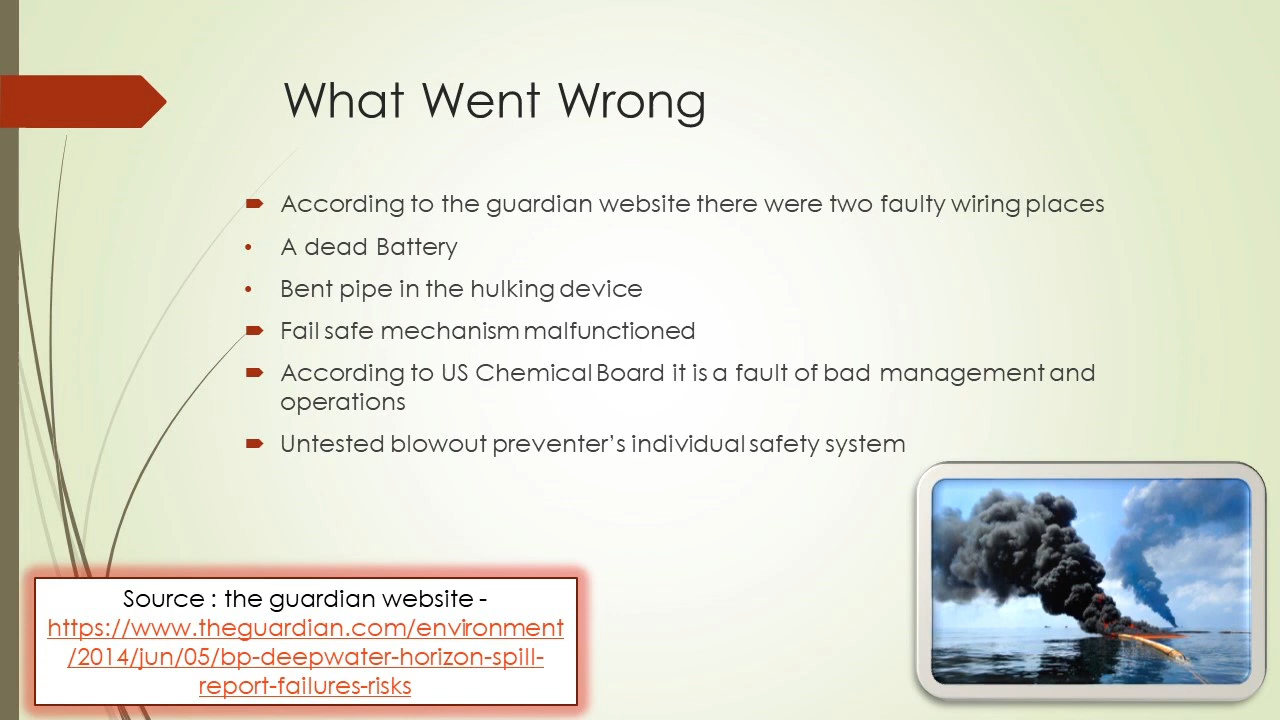 What Went Wrong
According to the guardian website there were two faulty wiring places
A dead Battery
Bent pipe in the hulking device
Fail safe mechanism malfunctioned
According to US Chemical Board it is a fault of bad management and
operations
Untested blowout preventer’s individual safety system
Source : the guardian website -
https://www.theguardian.com/environment
/2014/jun/05/bp-deepwater-horizon-spill-
report-failures-risks